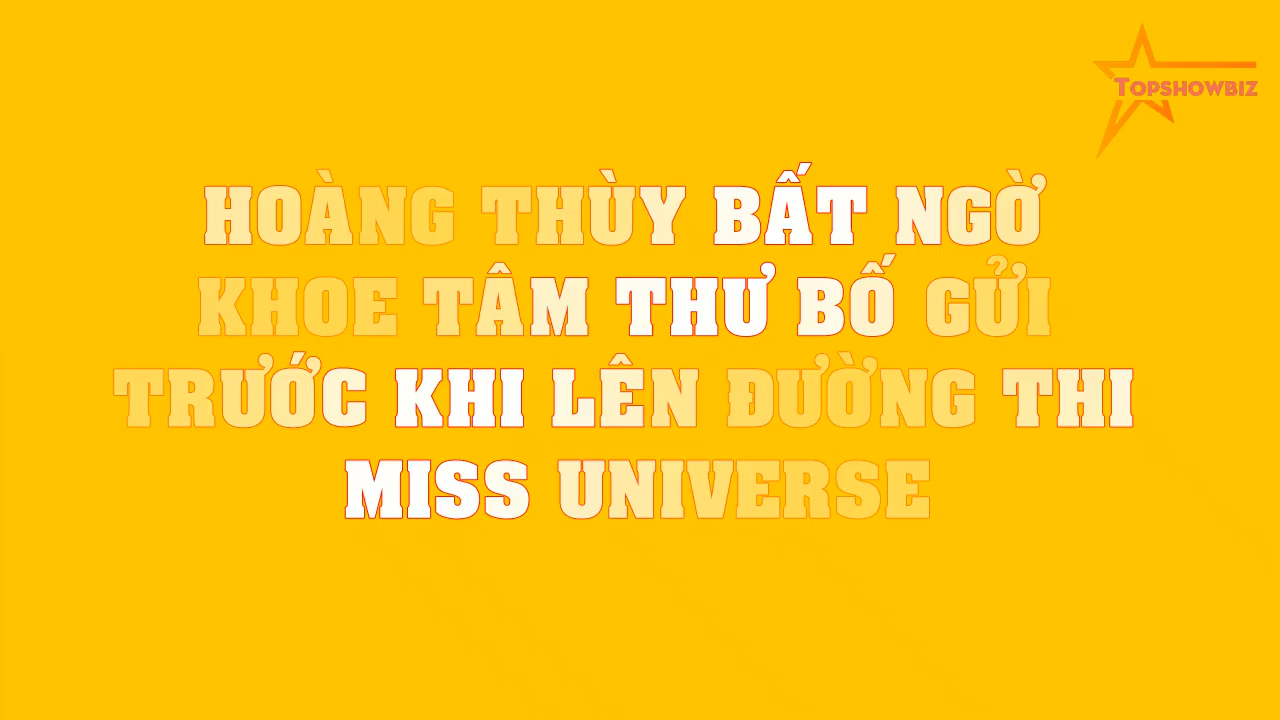 TOPSHOWBIZ
HOÀNG THÙY BẤT NGỜ
KHOE TÂM THƯ BỐ GỬI
TRƯỚC KHI LÊN ĐƯỜNG THI
MISS UNIVERSE